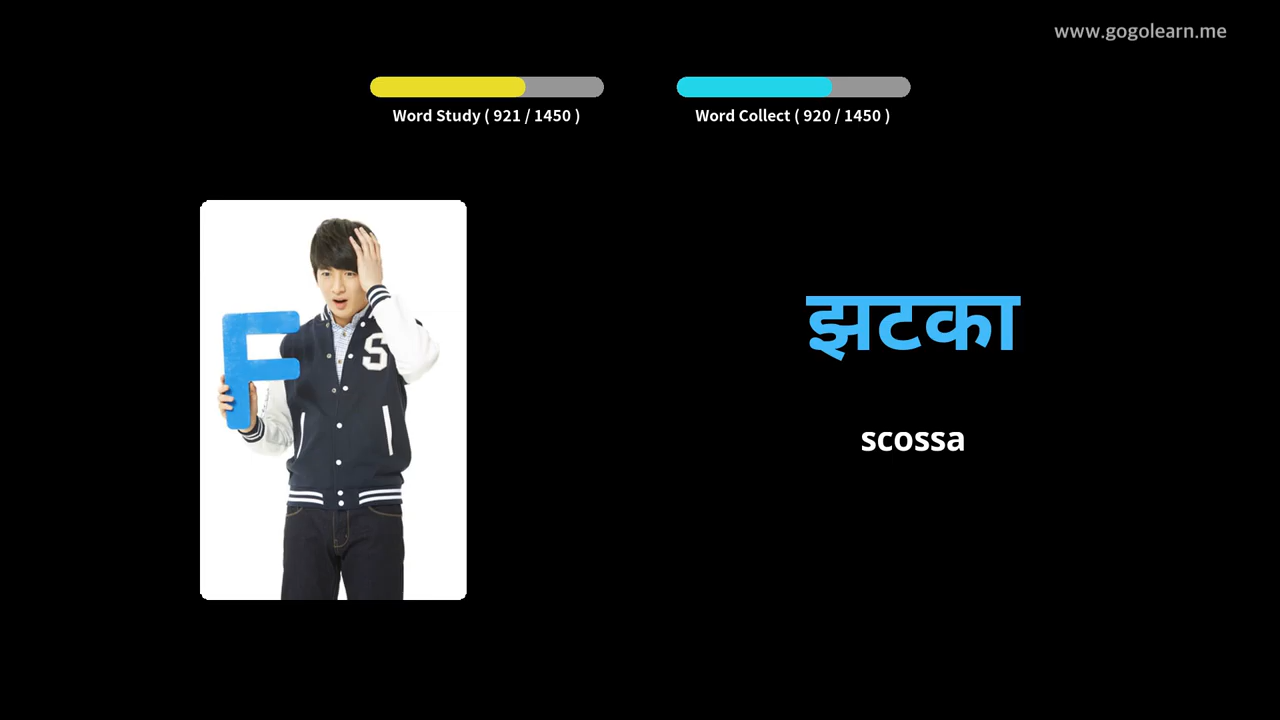 www.gogolearn.me
Word Study ( 921 / 1450 )
Word Collect ( 920 / 1450 )
F
S
झटका
scossa